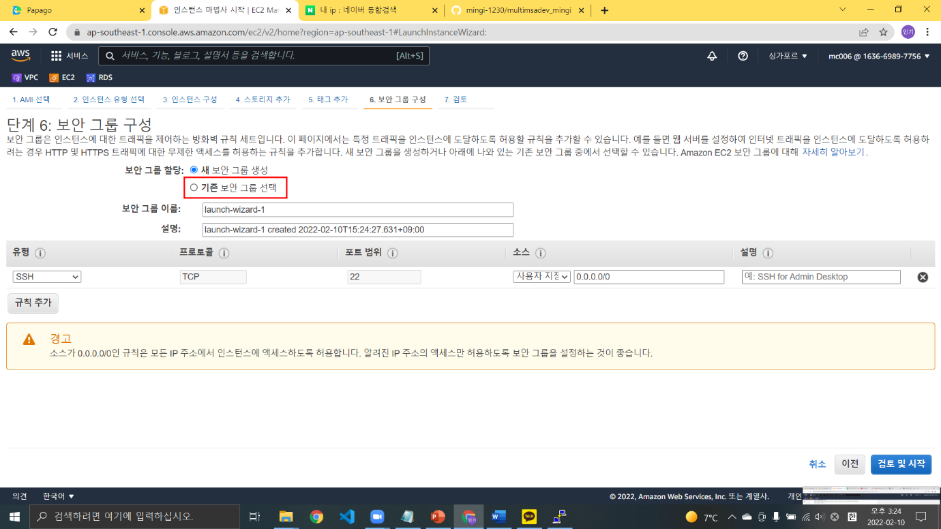 Papago
인스턴스 마법사 시작 | EC2 Mar
내 ip : 네이버 통합검색
mingi-1230/multimsadev_mingi
ap-southeast-1.console.aws.amazon.com/ec2/v2/home?region=ap-southeast-1#LaunchInstanceWizard:
민기
aws
서비스
서비스, 기능, 블로그, 설명서 등을 검색합니다.
[Alt+S]
싱가포르
mc006 @ 1636-6989-7756
VPC
EC2
RDS
1. AMI 선택
2. 인스턴스 유형 선택
3. 인스턴스 구성
4. 스토리지 추가
5. 태그 추가
6. 보안 그룹 구성
7. 검토
단계 6: 보안 그룹 구성
보안 그룹은 인스턴스에 대한 트래픽을 제어하는 방화벽 규칙 세트입니다. 이 페이지에서는 특정 트래픽을 인스턴스에 도달하도록 허용할 규칙을 추가할 수 있습니다. 예를 들면 웹 서버를 설정하여 인터넷 트래픽을 인스턴스에 도달하도록 허용하
려는 경우 HTTP 및 HTTPS 트래픽에 대한 무제한 액세스를 허용하는 규칙을 추가합니다. 새 보안 그룹을 생성하거나 아래에 나와 있는 기존 보안 그룹 중에서 선택할 수 있습니다. Amazon EC2 보안 그룹에 대해 자세히 알아보기.
보안 그룹 할당:
새 보안 그룹 생성
기존 보안 그룹 선택
보안 그룹 이름:
launch-wizard-1
설명:
launch-wizard-1 created 2022-02-10T15:24:27.631+09:00
유형
프로토콜
포트 범위
소스
설명
SSH
TCP
22
사용자 지정
0.0.0.0/0
예: SSH for Admin Desktop
규칙 추가
경고
소스가 0.0.0.0/0인 규칙은 모든 IP 주소에서 인스턴스에 액세스하도록 허용합니다. 알려진 IP 주소의 액세스만 허용하도록 보안 그룹을 설정하는 것이 좋습니다.
취소
이전
검토 및 시작
의견
한국어
© 2022, Amazon Web Services, Inc. 또는 계열사.
개인
검색하려면 여기에 입력하십시오.
7°C
오후 3:24
2022-02-10